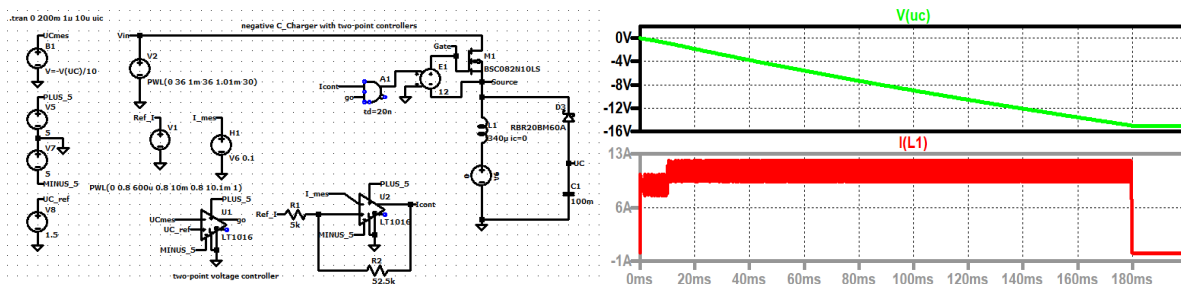 .tran 0 200m 1u 10u uic
negative C_Charger with two-point controllers
UCmes
B1
V=-V(UC)/10
Vin
V2
PWL(0 36 1m 36 1.01m 30)
Gate
M1
BSC082N10LS
Source
E1
12
A1
Icont
go
td=20n
PLUS_5
V5
5
V7
5
MINUS_5
Ref_I
V1
I_mes
H1
V6 0.1
L1
340µ ic=0
V6
0
D3
RBR20BM60A
UC
C1
100m
PWL(0 0.8 600u 0.8 10m 0.8 10.1m 1)
UC_ref
V8
1.5
PLUS_5
U1
UCmes
UC_ref
go
LT1016
MINUS_5
two-point voltage controller
I_mes
PLUS_5
U2
Icont
Ref_I
R1
5k
LT1016
MINUS_5
R2
52.5k
V(uc)
0V
-4V
-8V
-12V
-16V
I(L1)
13A
6A
-1A
0ms 20ms 40ms 60ms 80ms 100ms 120ms 140ms 160ms 180ms